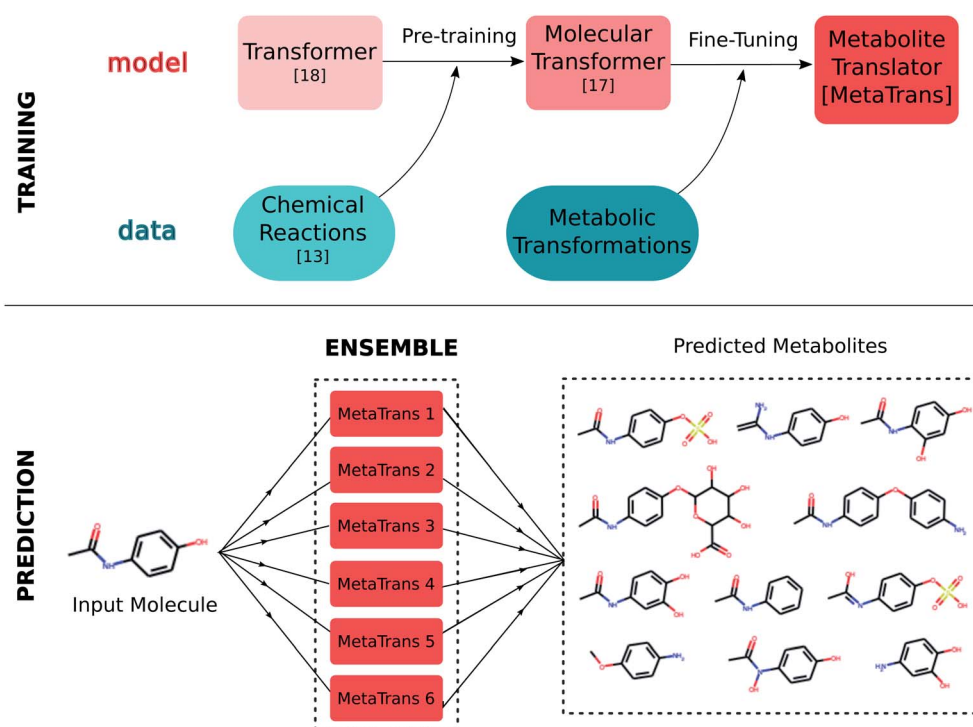 TRAINING
model
Transformer
[18]
Pre-training
Molecular
Transformer
[17]
Fine-Tuning
Metabolite
Translator
[MetaTrans]
data
Chemical
Reactions
[13]
Metabolic
Transformations
PREDICTION
ENSEMBLE
Predicted Metabolites
Input Molecule
O
NH
OH
MetaTrans 1
MetaTrans 2
MetaTrans 3
MetaTrans 4
MetaTrans 5
MetaTrans 6